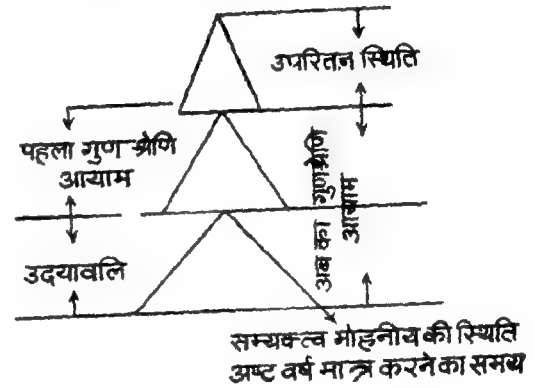 उपरितन स्थिति
पहला गुण श्रेणि
आयाम
अब का गुणश्रेणि
आयाम
उदयावलि
सम्यक्त्व मोहनीय की स्थिति
अष्ट वर्ष मात्र करने का समय